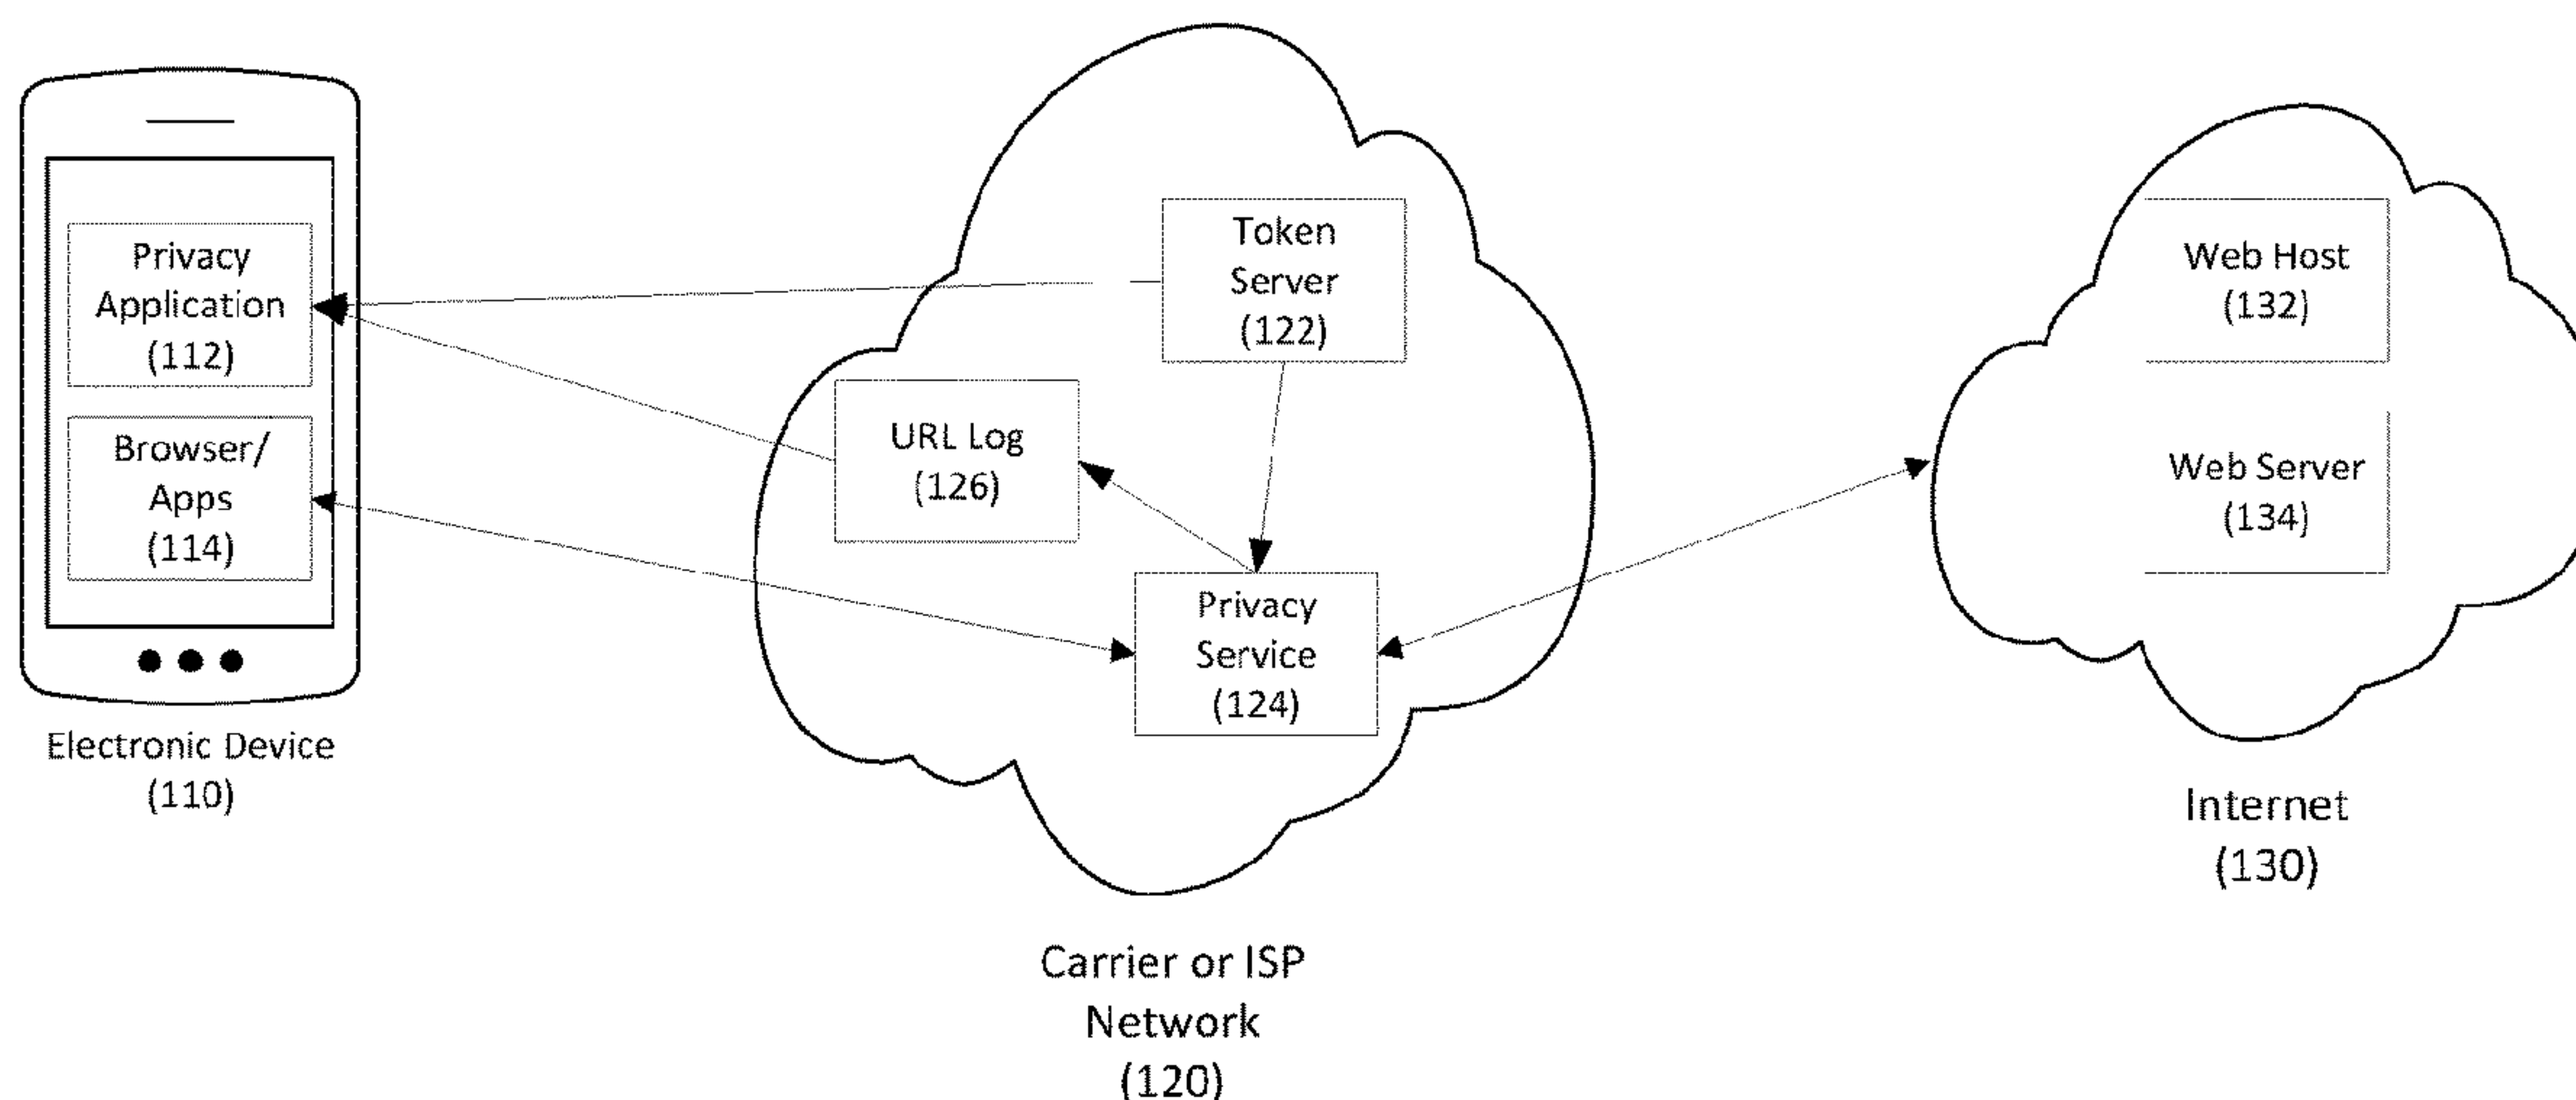 Privacy
Application
(112)
Browser/
Apps
(114)
Electronic Device
(110)
Token
Server
(122)
URL Log
(126)
Privacy
Service
(124)
Carrier or ISP
Network
(120)
Web Host
(132)
Web Server
(134)
Internet
(130)